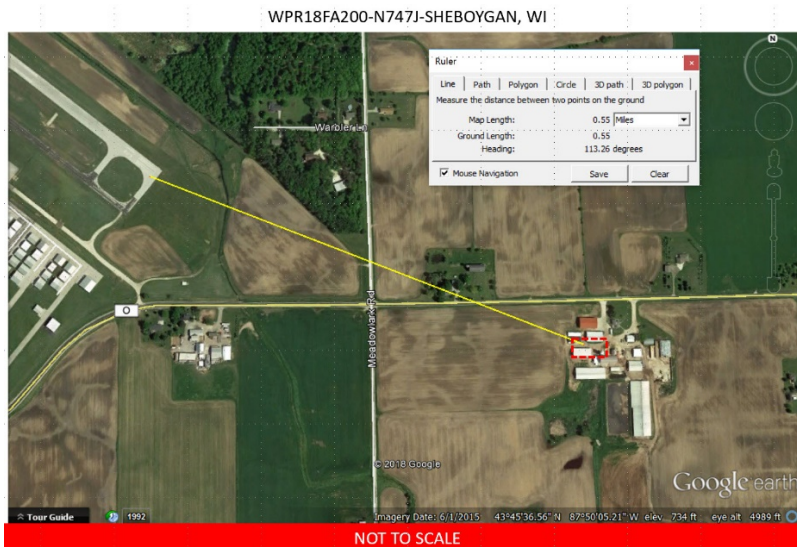 WPR18FA200-N747J-SHEBOYGAN, WI
Ruler
Line Path Polygon Circle 3D path 3D polygon
Measure the distance between two points on the ground
Map Length: 0.55 Miles
Ground Length: 0.55
Heading: 113.26 degrees
Mouse Navigation Save Clear
N
Warbler Ln
O
Meadowlark Rd
© 2018 Google
Google earth
Tour Guide 1992 Imagery Date: 6/1/2015 43°45'36.56" N 87°50'05.21" W elev 734 ft eye alt 4989 ft
NOT TO SCALE